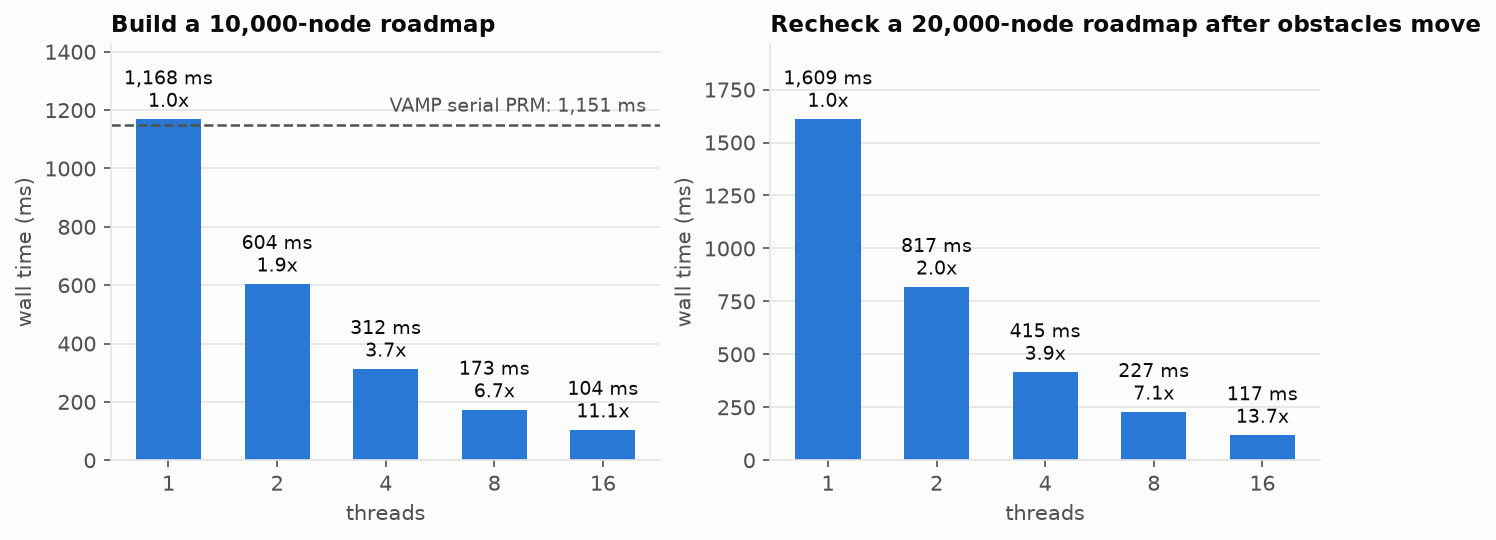 Build a 10,000-node roadmap
wall time (ms)
1400
1200
1000
800
600
400
200
0
1,168 ms
1.0x
VAMP serial PRM: 1,151 ms
604 ms
1.9x
312 ms
3.7x
173 ms
6.7x
104 ms
11.1x
1 2 4 8 16
threads
Recheck a 20,000-node roadmap after obstacles move
wall time (ms)
1750
1500
1250
1000
750
500
250
0
1,609 ms
1.0x
817 ms
2.0x
415 ms
3.9x
227 ms
7.1x
117 ms
13.7x
1 2 4 8 16
threads